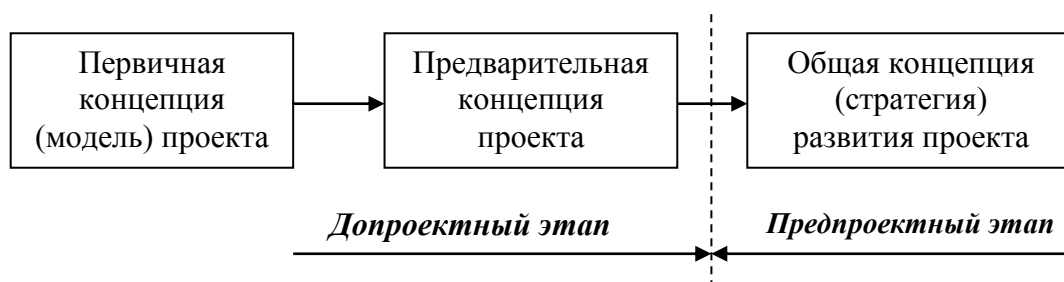 Первичная
концепция
(модель) проекта
Предварительная
концепция
проекта
Общая концепция
(стратегия)
развития проекта
Допроектный этап
Предпроектный этап